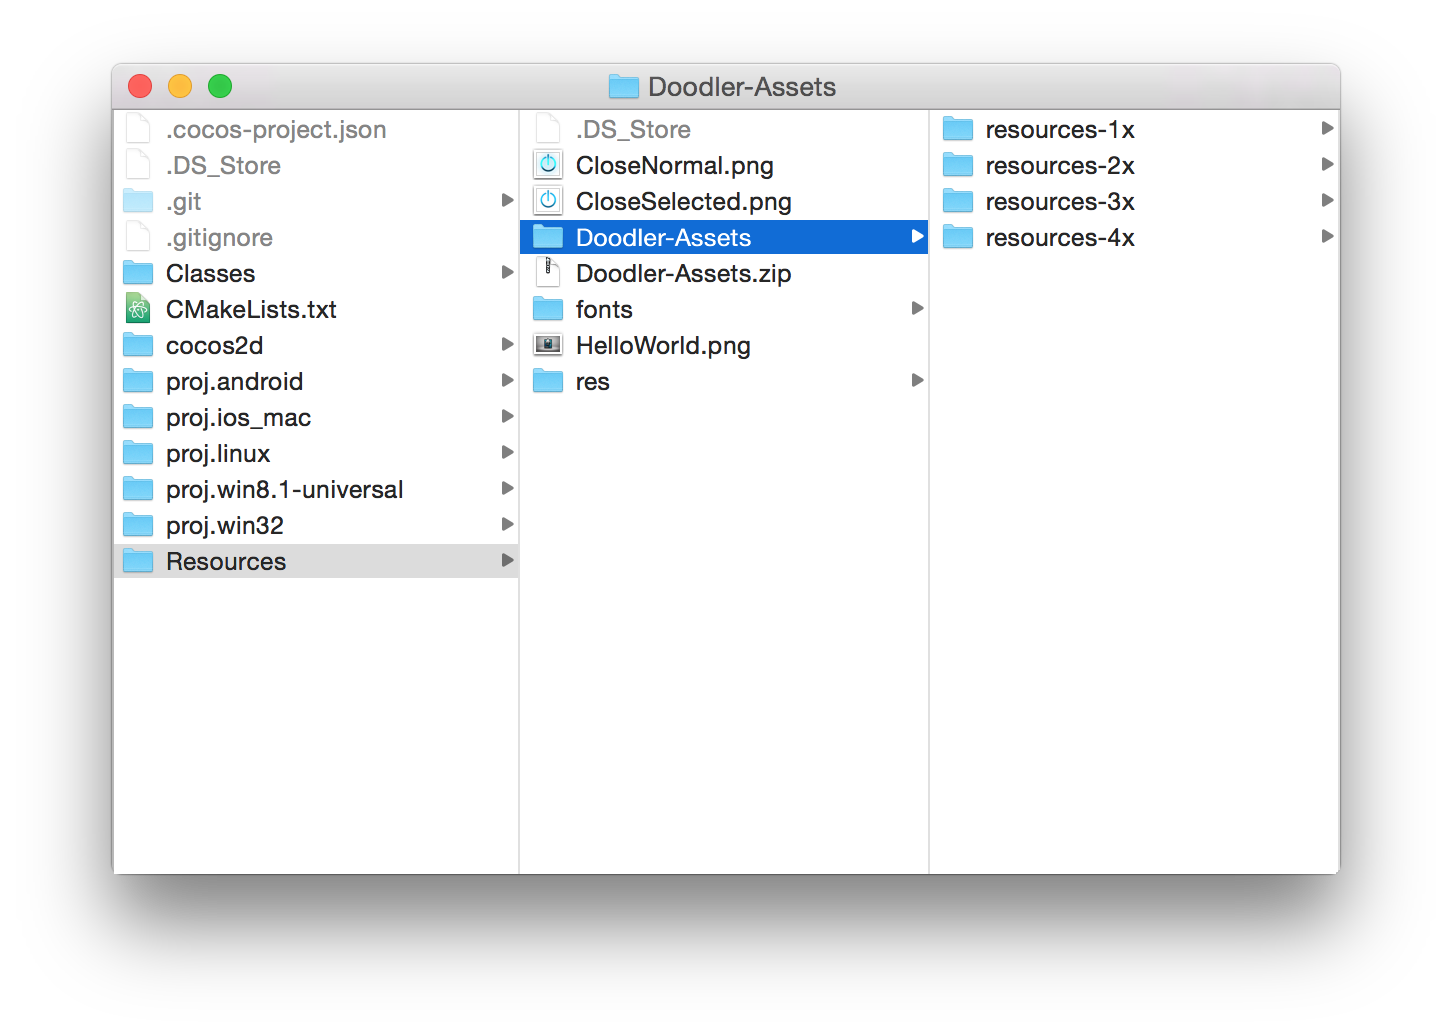 Doodler-Assets
.cocos-project.json
.DS_Store
.git
.gitignore
Classes
CMakeLists.txt
cocos2d
proj.android
proj.ios_mac
proj.linux
proj.win8.1-universal
proj.win32
Resources
.DS_Store
CloseNormal.png
CloseSelected.png
Doodler-Assets
Doodler-Assets.zip
fonts
HelloWorld.png
res
resources-1x
resources-2x
resources-3x
resources-4x